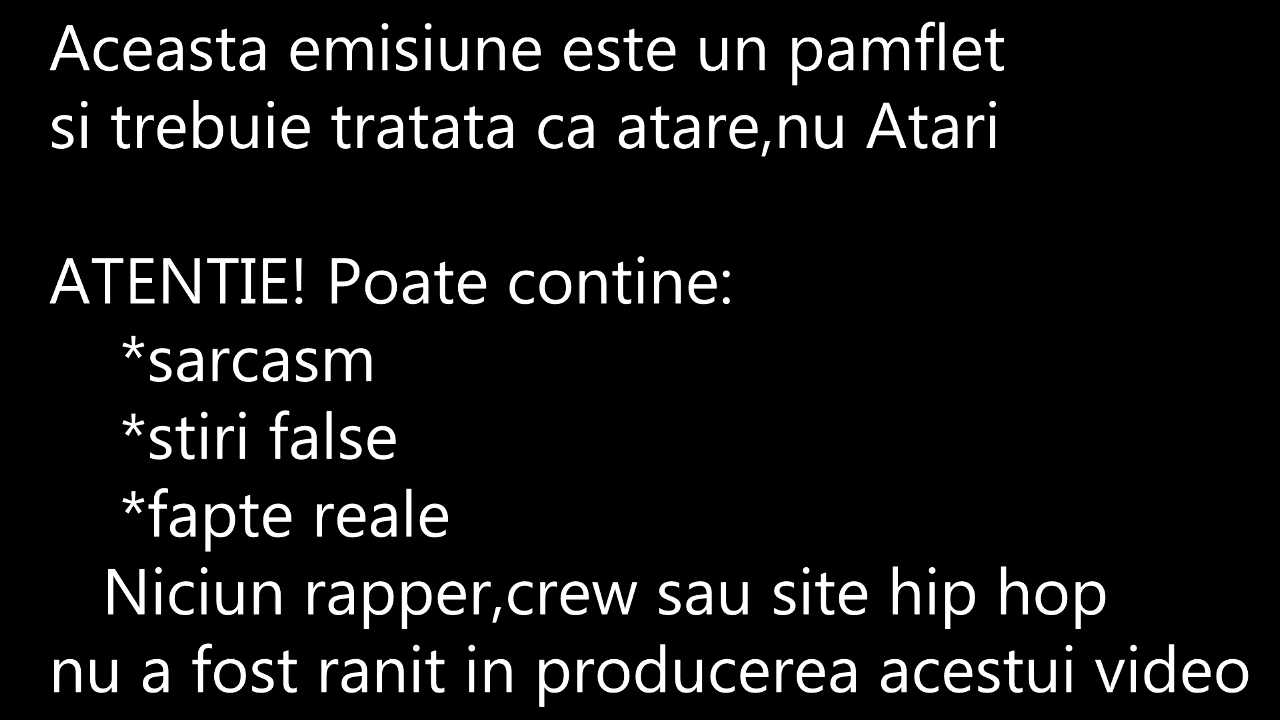 Aceasta emisiune este un pamflet
si trebuie tratata ca atare,nu Atari
ATENTIE! Poate contine:
*sarcasm
*stiri false
*fapte reale
Niciun rapper,crew sau site hip hop
nu a fost ranit in producerea acestui video